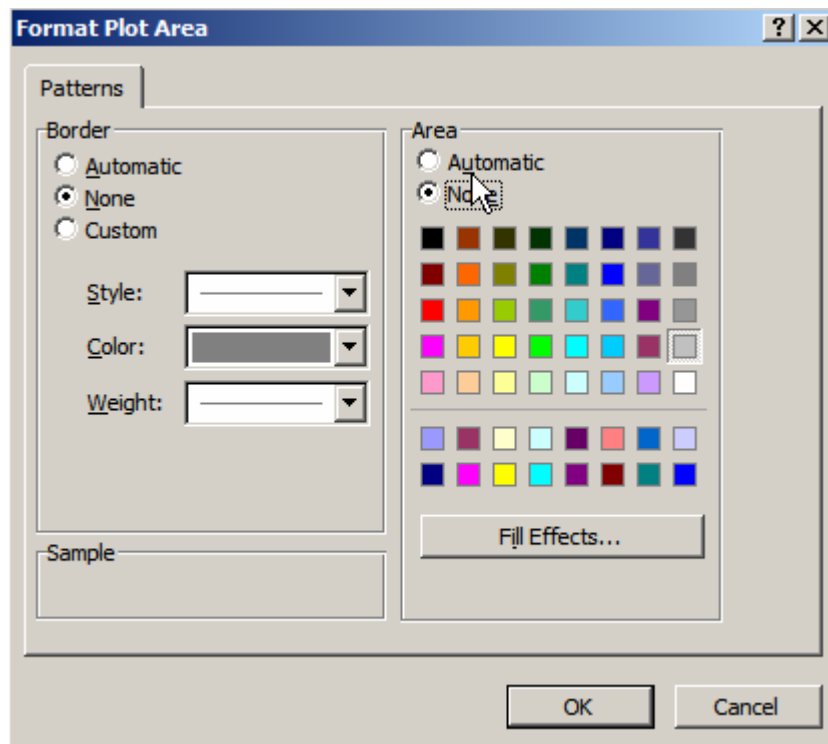 Format Plot Area
Patterns
Border
Automatic
None
Custom
Style:
Color:
Weight:
Sample
Area
Automatic
None
Fill Effects...
OK
Cancel